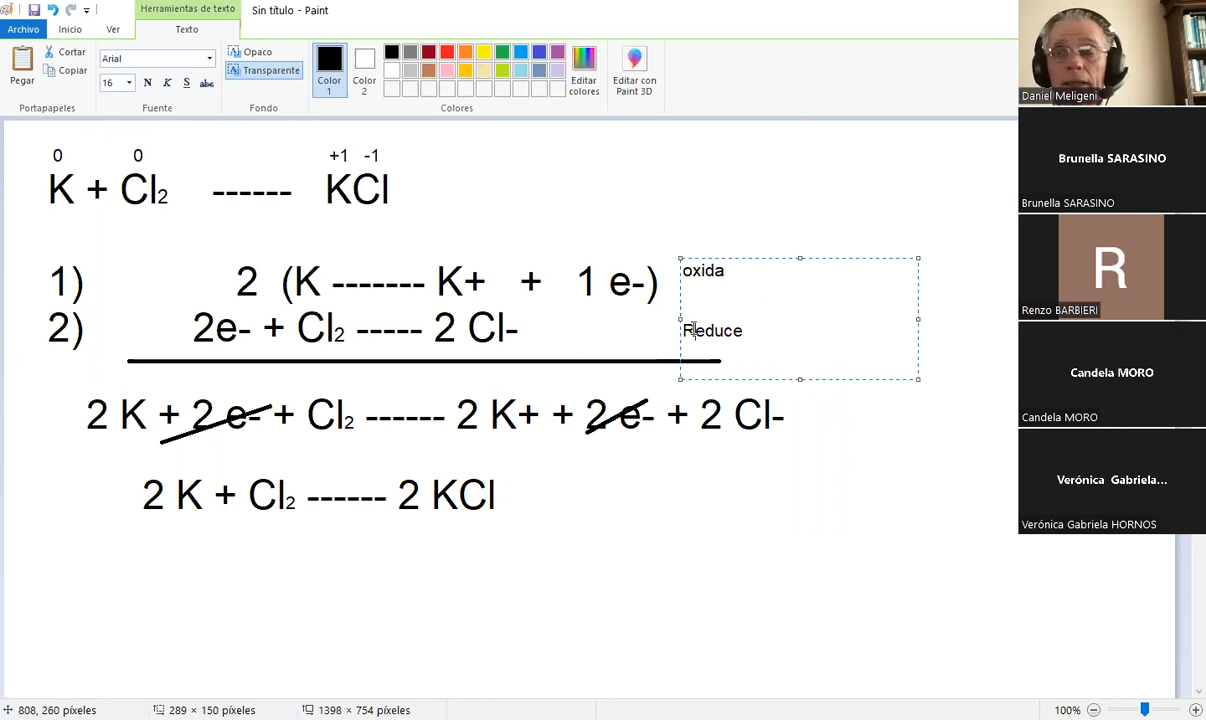 Herramientas de texto
Sin título - Paint
Archivo
Inicio
Ver
Texto
Pegar
Cortar
Copiar
Portapapeles
Arial
16
N
K
S
abc
Fuente
Opaco
Transparente
Fondo
Color
1
Color
2
Editar
colores
Colores
Editar con
Paint 3D
0 0 +1 -1
K + Cl2 ------ KCl
1) 2 (K ------- K+ + 1 e-) oxida
2) 2e- + Cl2 ----- 2 Cl- Reduce
2 K + 2 e- + Cl2 ------ 2 K+ + 2 e- + 2 Cl-
2 K + Cl2 ------ 2 KCl
Daniel Meligeni
Brunella SARASINO
Brunella SARASINO
R
Renzo BARBIERI
Candela MORO
Candela MORO
Verónica Gabriela...
Verónica Gabriela HORNOS
808, 260 píxeles
289 × 150 píxeles
1398 × 754 píxeles
100%